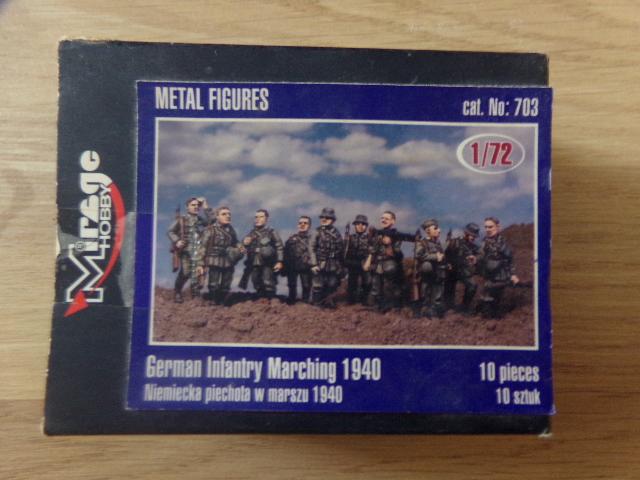 METAL FIGURES
cat. No: 703
1/72
Mirage
HOBBY
German Infantry Marching 1940
10 pieces
Niemiecka piechota w marszu 1940
10 sztuk